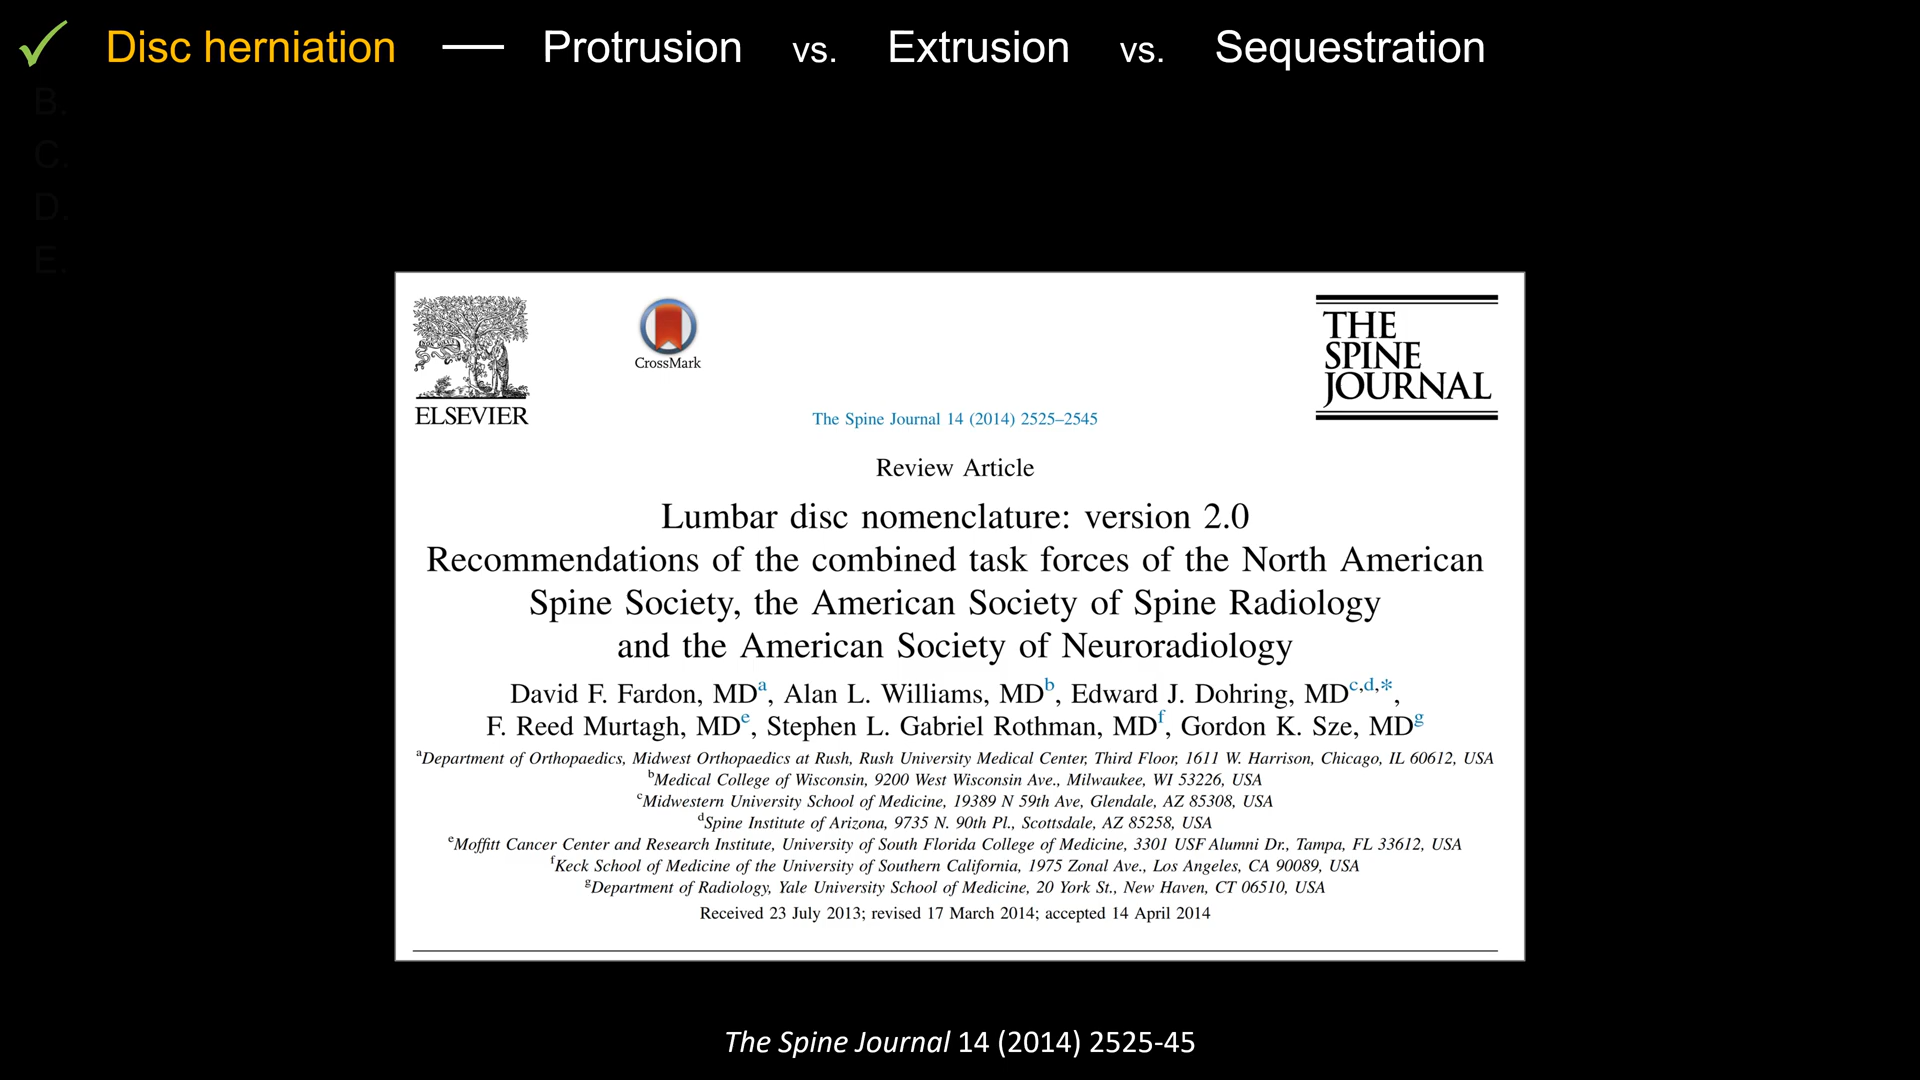 ✓ Disc herniation — Protrusion vs. Extrusion vs. Sequestration
B.
C.
D.
E.
ELSEVIER
CrossMark
THE
SPINE
JOURNAL
The Spine Journal 14 (2014) 2525–2545
Review Article
Lumbar disc nomenclature: version 2.0
Recommendations of the combined task forces of the North American
Spine Society, the American Society of Spine Radiology
and the American Society of Neuroradiology
David F. Fardon, MDa, Alan L. Williams, MDb, Edward J. Dohring, MDc,d,*,
F. Reed Murtagh, MDe, Stephen L. Gabriel Rothman, MDf, Gordon K. Sze, MDg
aDepartment of Orthopaedics, Midwest Orthopaedics at Rush, Rush University Medical Center, Third Floor, 1611 W. Harrison, Chicago, IL 60612, USA
bMedical College of Wisconsin, 9200 West Wisconsin Ave., Milwaukee, WI 53226, USA
cMidwestern University School of Medicine, 19389 N 59th Ave, Glendale, AZ 85308, USA
dSpine Institute of Arizona, 9735 N. 90th Pl., Scottsdale, AZ 85258, USA
eMoffitt Cancer Center and Research Institute, University of South Florida College of Medicine, 3301 USF Alumni Dr., Tampa, FL 33612, USA
fKeck School of Medicine of the University of Southern California, 1975 Zonal Ave., Los Angeles, CA 90089, USA
gDepartment of Radiology, Yale University School of Medicine, 20 York St., New Haven, CT 06510, USA
Received 23 July 2013; revised 17 March 2014; accepted 14 April 2014
The Spine Journal 14 (2014) 2525-45